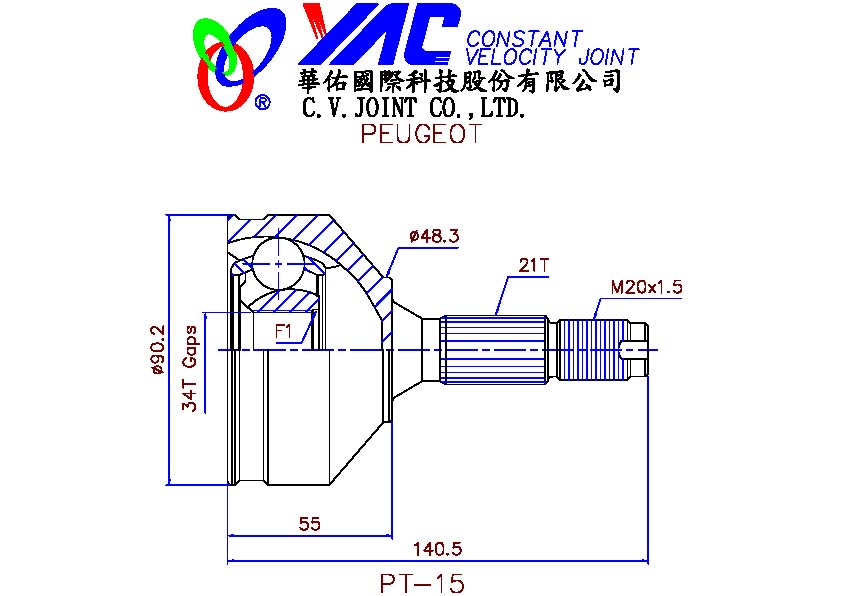 YAC CONSTANT
VELOCITY JOINT
華佑國際科技股份有限公司
®
C.V.JOINT CO.,LTD.
PEUGEOT
ø48.3
21T
M20x1.5
F1
ø90.2
34T Gaps
55
140.5
PT-15